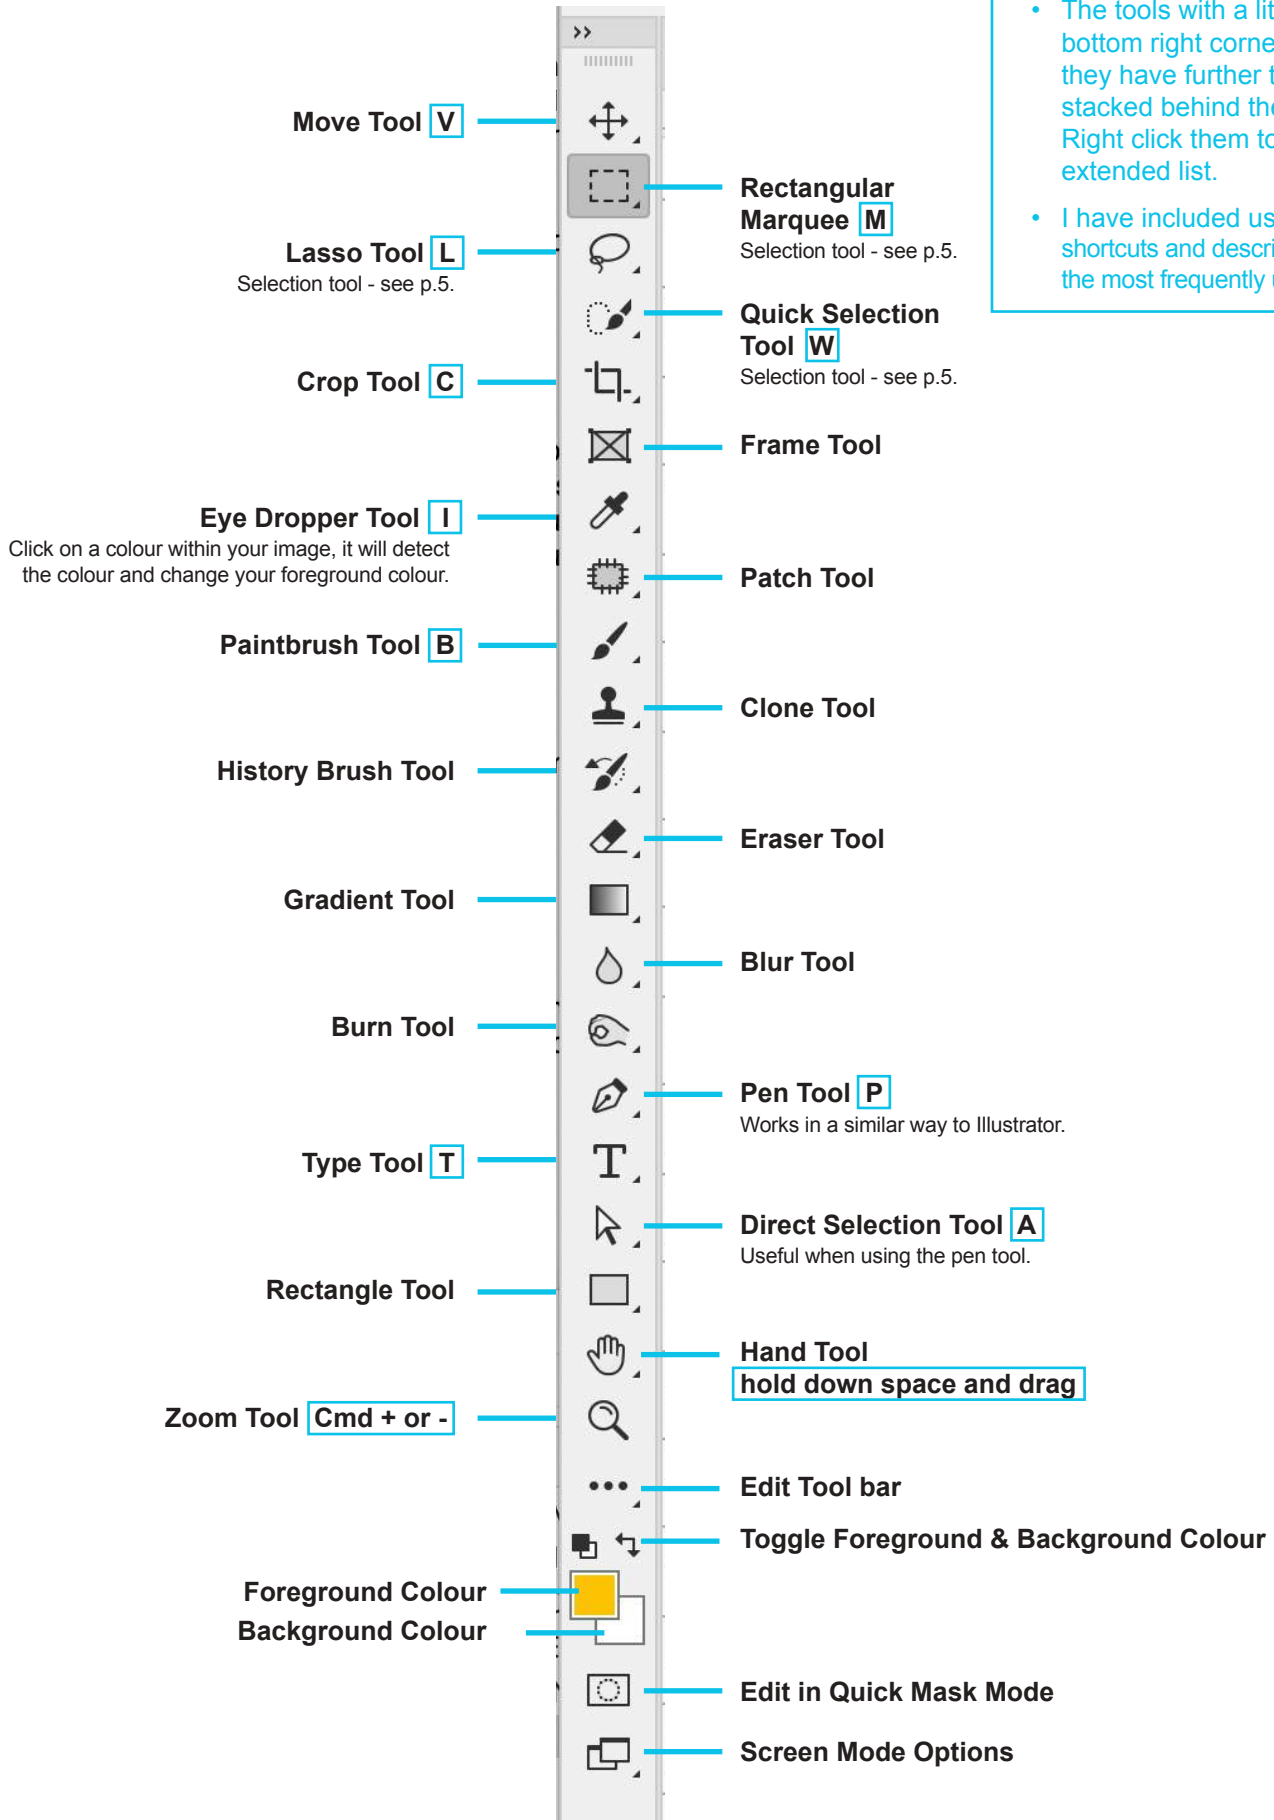 The tools with a
bottom right
they have further
stacked behind
Right click them to
extended list.
I have included
shortcuts and
the most frequently
Move Tool V
Rectangular
Marquee M
Selection tool - see p.5.
Lasso Tool L
Selection tool - see p.5.
Quick Selection
Tool W
Selection tool - see p.5.
Crop Tool C
Frame Tool
Eye Dropper Tool I
Click on a colour within your image, it will detect
the colour and change your foreground colour.
Patch Tool
Paintbrush Tool B
Clone Tool
History Brush Tool
Eraser Tool
Gradient Tool
Blur Tool
Burn Tool
Pen Tool P
Works in a similar way to Illustrator.
Type Tool T
Direct Selection Tool A
Useful when using the pen tool.
Rectangle Tool
Hand Tool
hold down space and drag
Zoom Tool Cmd + or -
Edit Tool bar
Toggle Foreground & Background Colour
Foreground Colour
Background Colour
Edit in Quick Mask Mode
Screen Mode Options